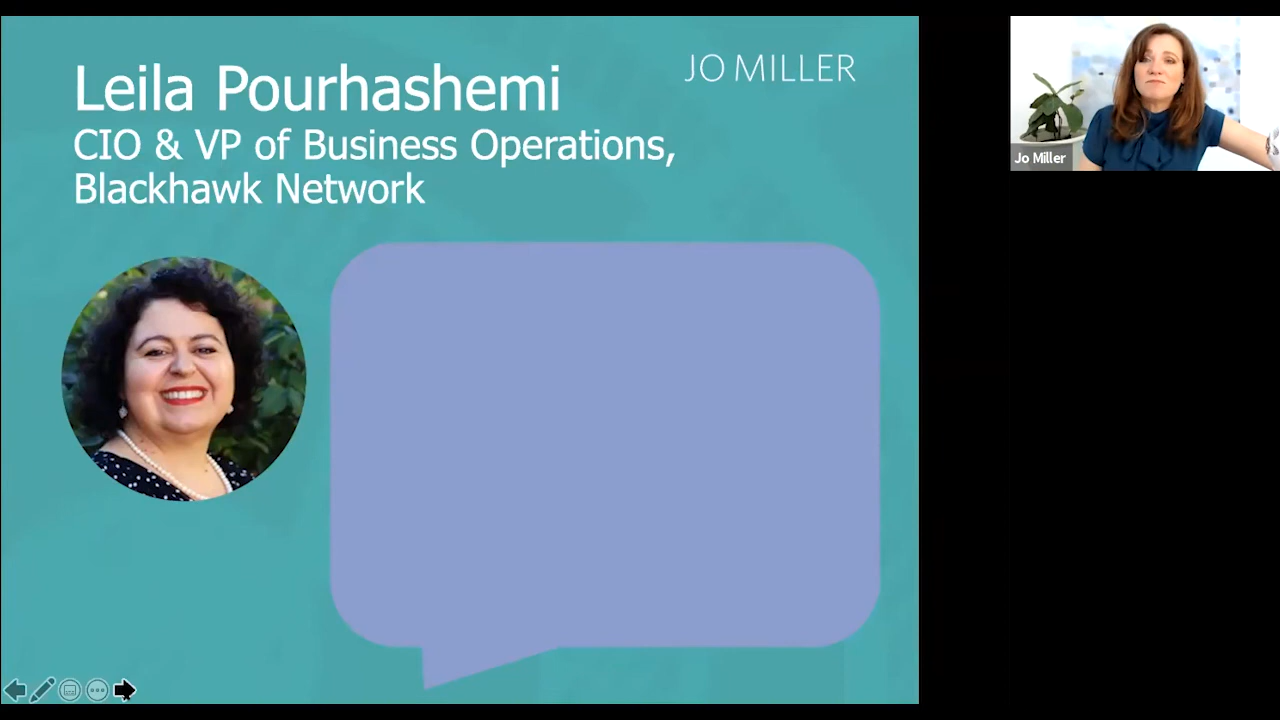 Leila Pourhashemi
JO MILLER
CIO & VP of Business Operations,
Blackhawk Network
Jo Miller